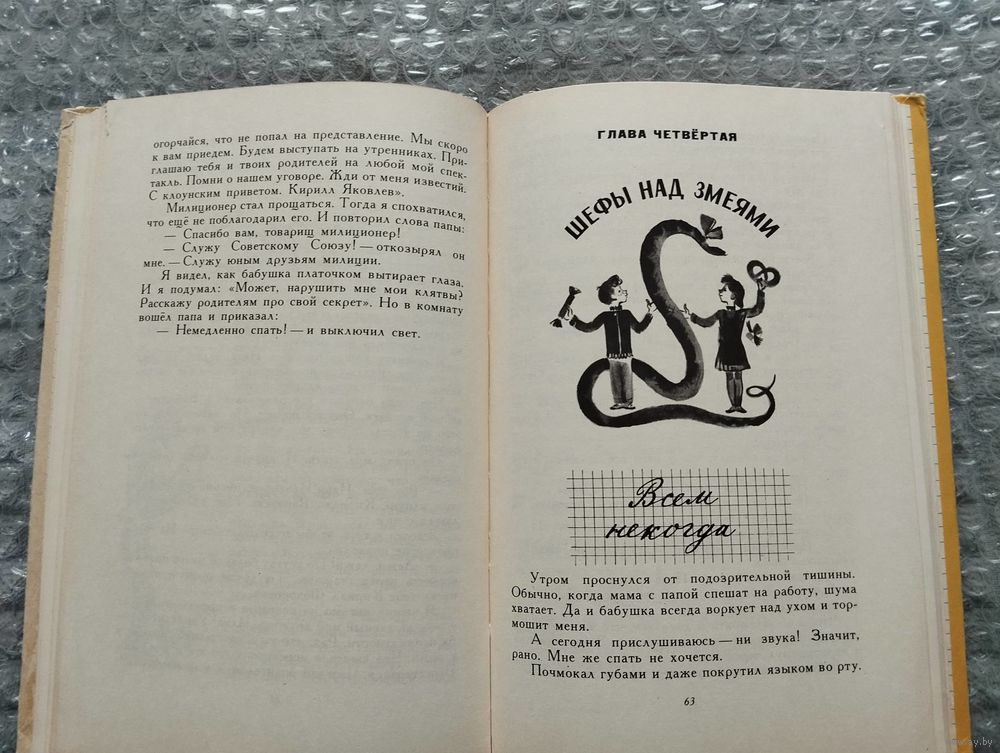 огорчайся, что не попал на представление. Мы скоро
к вам приедем. Будем выступать на утренниках. При-
глашаю тебя и твоих родителей на любой мой спек-
такль. Помни о нашем уговоре. Жди от меня известий.
С клоунским приветом. Кирилл Яковлев».
Милиционер стал прощаться. Тогда я спохватился,
что ещё не поблагодарил его. И повторил слова папы:
— Спасибо вам, товарищ милиционер!
— Служу Советскому Союзу! — откозырял он
мне. — Служу юным друзьям милиции.
Я видел, как бабушка платочком вытирает глаза.
И я подумал: «Может, нарушить мне мои клятвы?
Расскажу родителям про свой секрет». Но в комнату
вошёл папа и приказал:
— Немедленно спать! — и выключил свет.
ГЛАВА ЧЕТВЁРТАЯ
ШЕФЫ НАД ЗМЕЯМИ
Всем
некогда
Утром проснулся от подозрительной тишины.
Обычно, когда мама с папой спешат на работу, шума
хватает. Да и бабушка всегда воркует над ухом и тор-
мошит меня.
А сегодня прислушиваюсь — ни звука! Значит,
рано. Мне же спать не хочется.
Почмокал губами и даже покрутил языком во рту.
63